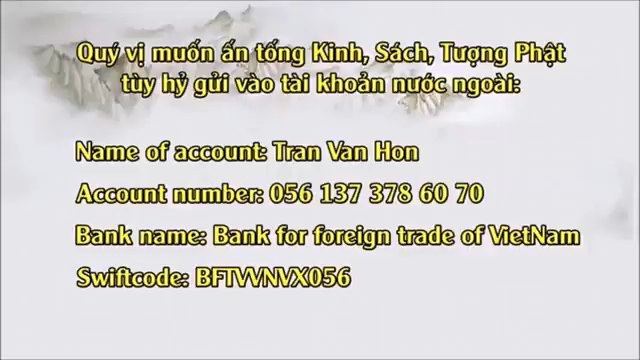 Quý vị muốn ấn tống Kinh, Sách, Tượng Phật
tùy hỷ gửi vào tài khoản nước ngoài:
Name of account: Tran Van Hon
Account number: 056 137 378 60 70
Bank name: Bank for foreign trade of VietNam
Swiftcode: BFTVVNVX056